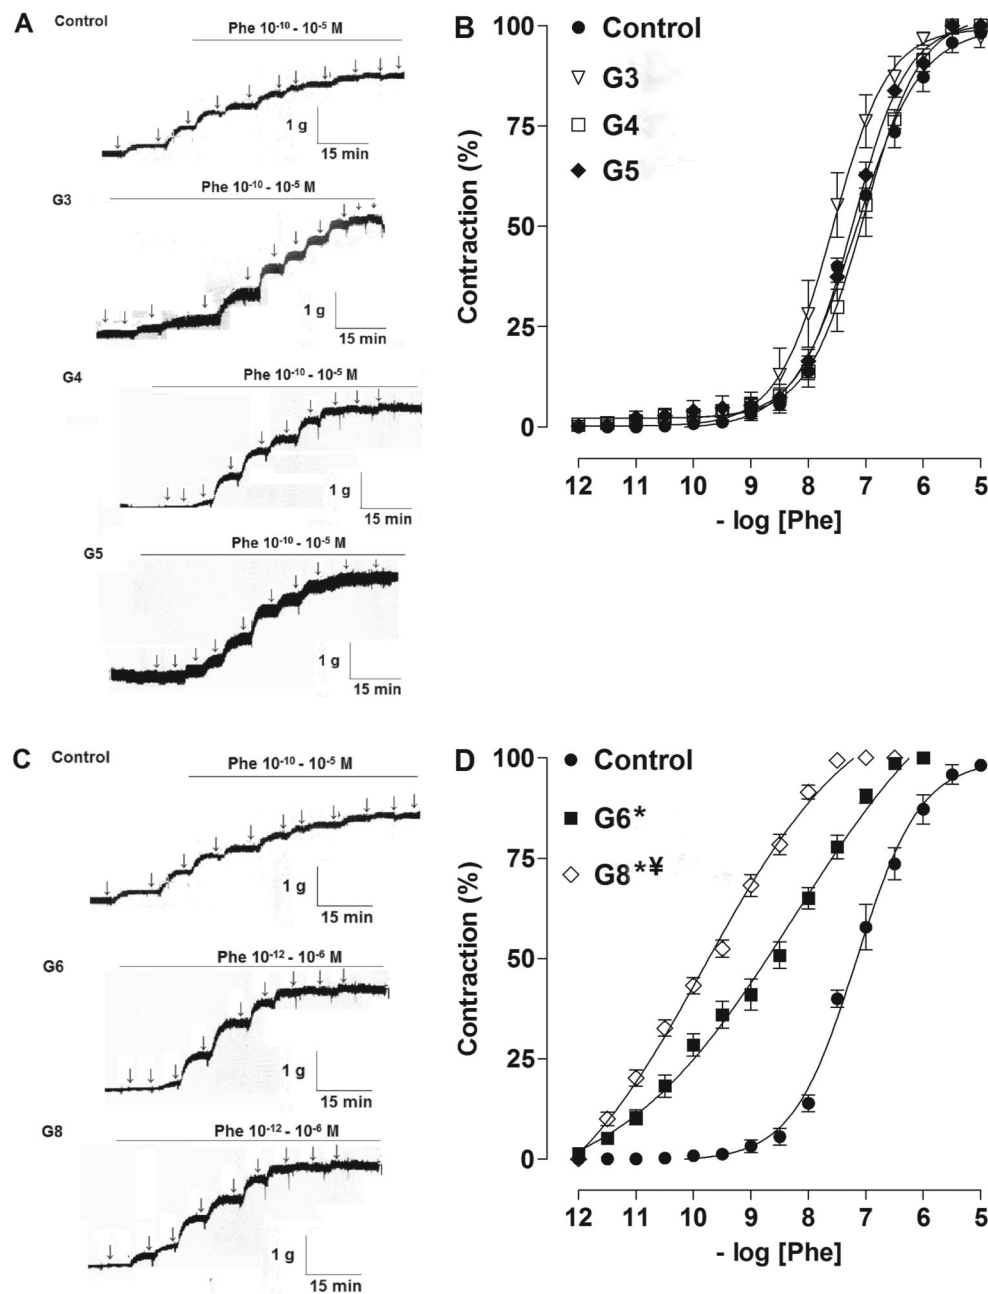 A
Control
Phe 10⁻¹⁰ - 10⁻⁵ M
1 g
15 min
G3
Phe 10⁻¹⁰ - 10⁻⁵ M
1 g
15 min
G4
Phe 10⁻¹⁰ - 10⁻⁵ M
1 g
15 min
G5
Phe 10⁻¹⁰ - 10⁻⁵ M
1 g
15 min
B
Control
G3
G4
G5
Contraction (%)
100
75
50
25
0
12 11 10 9 8 7 6 5
- log [Phe]
C
Control
Phe 10⁻¹⁰ - 10⁻⁵ M
1 g
15 min
G6
Phe 10⁻¹² - 10⁻⁶ M
1 g
15 min
G8
Phe 10⁻¹² - 10⁻⁶ M
1 g
15 min
D
Control
G6*
G8*¥
Contraction (%)
100
75
50
25
0
12 11 10 9 8 7 6 5
- log [Phe]